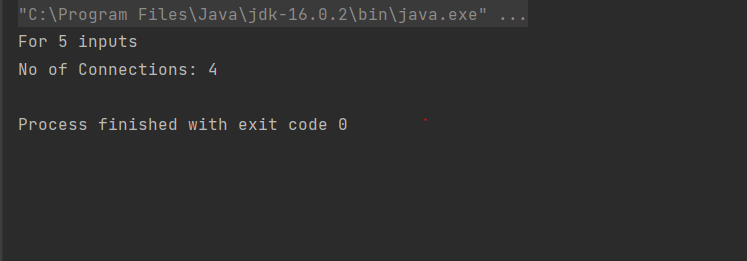 "C:\Program Files\Java\jdk-16.0.2\bin\java.exe" ...
For 5 inputs
No of Connections: 4
Process finished with exit code 0